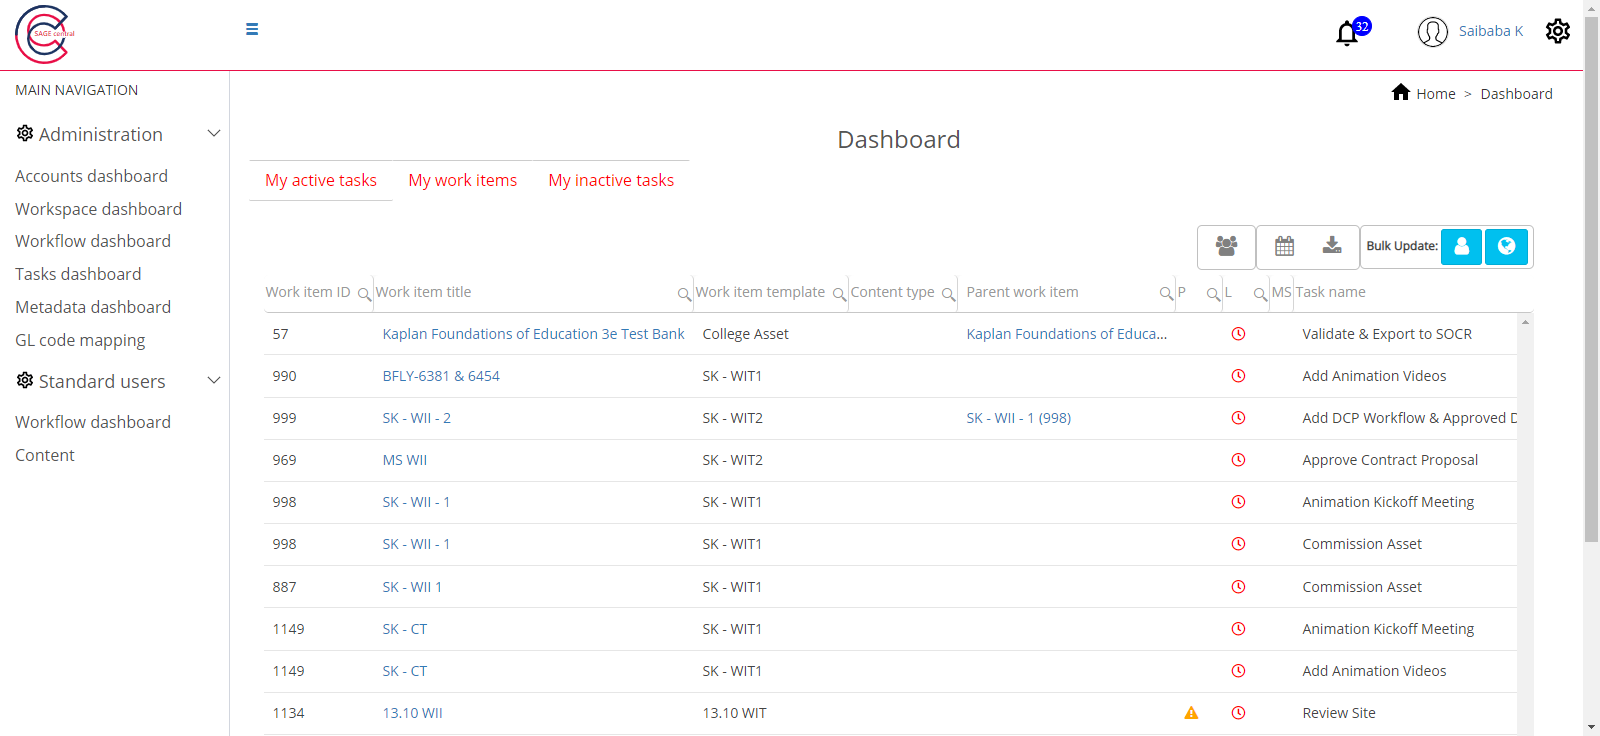 SAGE central
32
Saibaba K
MAIN NAVIGATION
Home > Dashboard
Administration
Accounts dashboard
Workspace dashboard
Workflow dashboard
Tasks dashboard
Metadata dashboard
GL code mapping
Standard users
Workflow dashboard
Content
Dashboard
My active tasks My work items My inactive tasks
Bulk Update:
Work item ID Work item title Work item template Content type Parent work item P L MS Task name
57 Kaplan Foundations of Education 3e Test Bank College Asset Kaplan Foundations of Educa... Validate & Export to SOCR
990 BFLY-6381 & 6454 SK - WIT1 Add Animation Videos
999 SK - WII - 2 SK - WIT2 SK - WII - 1 (998) Add DCP Workflow & Approved D
969 MS WII SK - WIT2 Approve Contract Proposal
998 SK - WII - 1 SK - WIT1 Animation Kickoff Meeting
998 SK - WII - 1 SK - WIT1 Commission Asset
887 SK - WII 1 SK - WIT1 Commission Asset
1149 SK - CT SK - WIT1 Animation Kickoff Meeting
1149 SK - CT SK - WIT1 Add Animation Videos
1134 13.10 WII 13.10 WIT Review Site